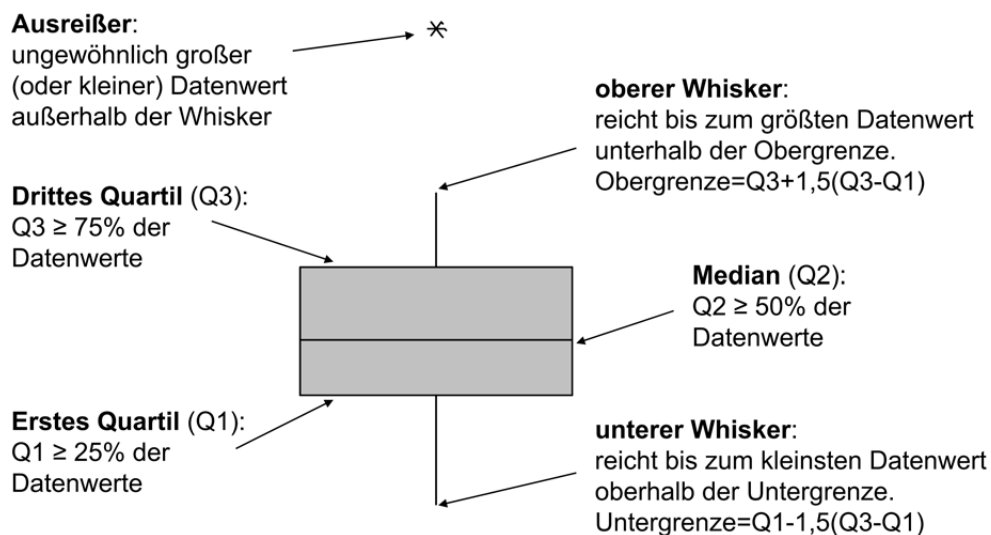 Ausreißer:
ungewöhnlich großer
(oder kleiner) Datenwert
außerhalb der Whisker
oberer Whisker:
reicht bis zum größten Datenwert
unterhalb der Obergrenze.
Obergrenze=Q3+1,5(Q3-Q1)
Drittes Quartil (Q3):
Q3 ≥ 75% der
Datenwerte
Median (Q2):
Q2 ≥ 50% der
Datenwerte
Erstes Quartil (Q1):
Q1 ≥ 25% der
Datenwerte
unterer Whisker:
reicht bis zum kleinsten Datenwert
oberhalb der Untergrenze.
Untergrenze=Q1-1,5(Q3-Q1)